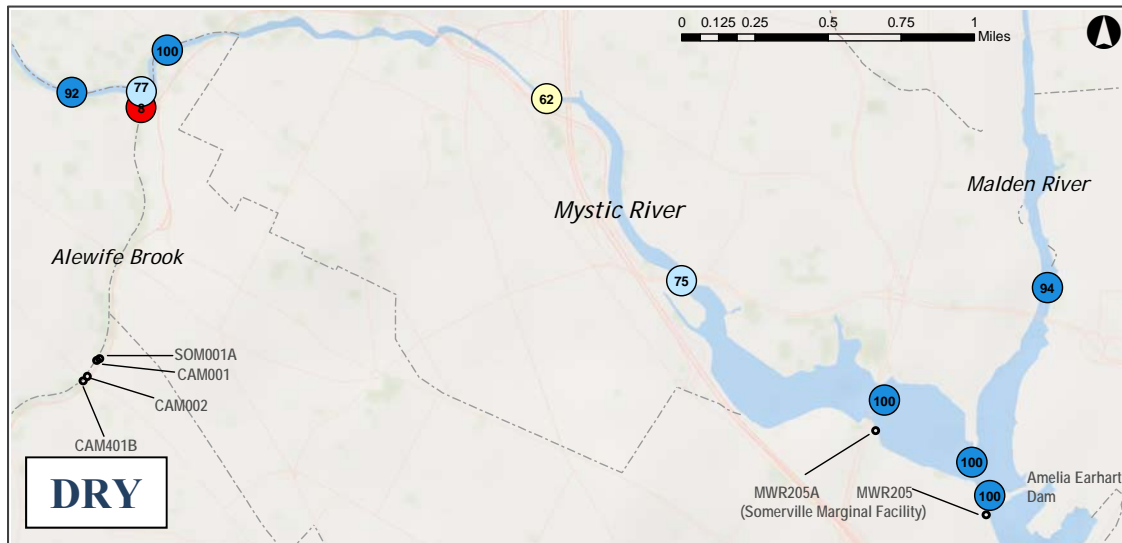 0 0.125 0.25 0.5 0.75 1
Miles
100
92
77
8
62
Malden River
Mystic River
Alewife Brook
75
94
SOM001A
CAM001
CAM002
CAM401B
100
100
100
DRY
MWR205A
(Somerville Marginal Facility)
MWR205
Amelia Earhart
Dam